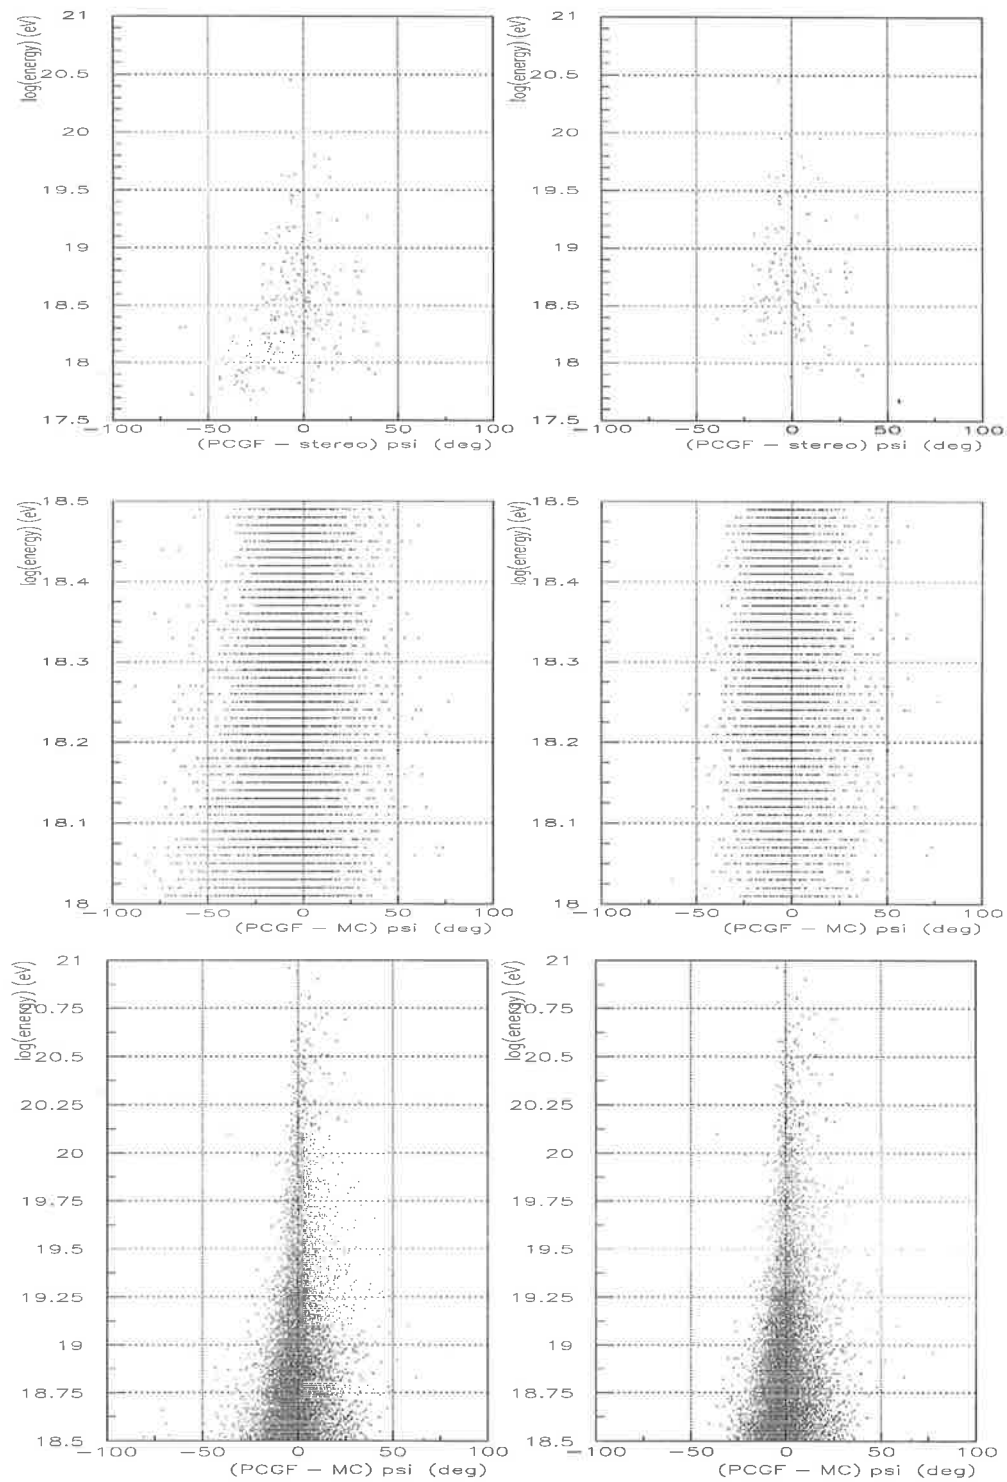 21 21
log(energy) (eV) log(energy) (eV)
20.5 20.5
20 20
19.5 19.5
19 19
18.5 18.5
18 18
17.5 17.5
−100 −50 0 50 100 −100 −50 0 50 100
(PCGF − stereo) psi (deg) (PCGF − stereo) psi (deg)
18.5 18.5
log(energy) (eV) log(energy) (eV)
18.4 18.4
18.3 18.3
18.2 18.2
18.1 18.1
18 18
−100 −50 0 50 100 −100 −50 0 50 100
(PCGF − MC) psi (deg) (PCGF − MC) psi (deg)
21 21
log(energy) (eV) log(energy) (eV)
20.75 20.75
20.5 20.5
20.25 20.25
20 20
19.75 19.75
19.5 19.5
19.25 19.25
19 19
18.75 18.75
18.5 18.5
−100 −50 0 50 100 −100 −50 0 50 100
(PCGF − MC) psi (deg) (PCGF − MC) psi (deg)